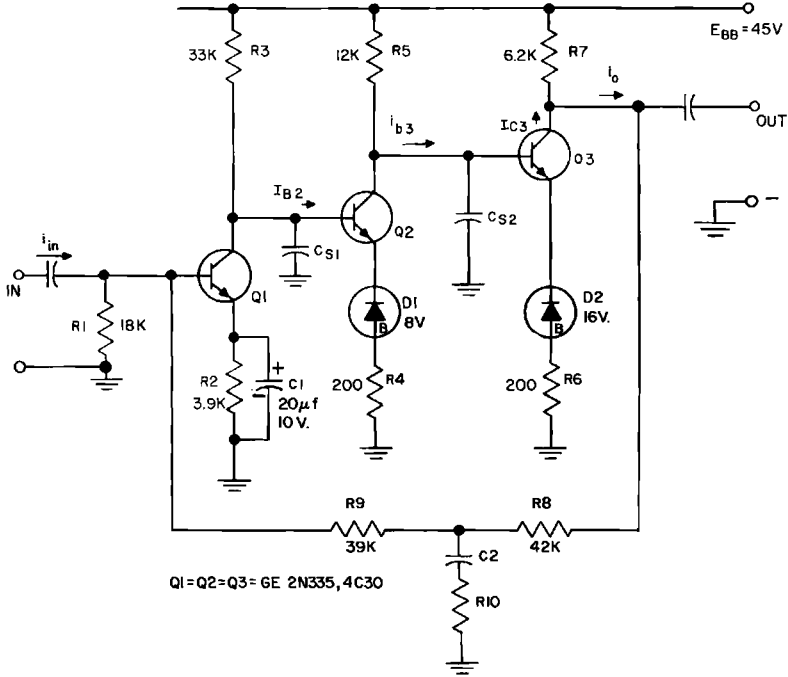 EBB = 45V
33K R3
12K R5
6.2K R7
io
OUT
ib3
IC3
Q3
IB2
Q2
CS1
CS2
iin
IN
Q1
R1 18K
D1
8V
B
D2
16V.
B
R2
3.9K
+
C1
−
20μf
10V.
200 R4
200 R6
−
R9
39K
R8
42K
C2
R10
Q1=Q2=Q3= GE 2N335, 4C30